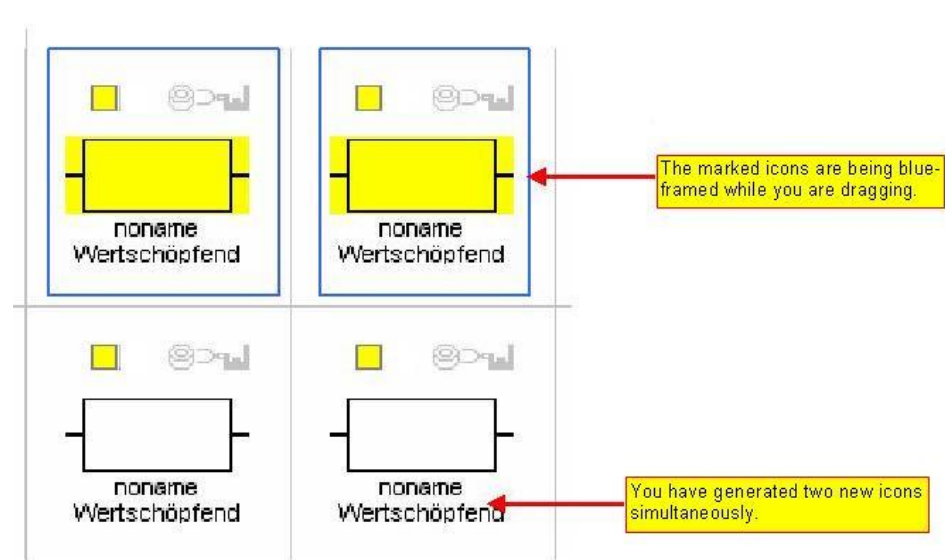 noname
Wertschöpfend
noname
Wertschöpfend
The marked icons are being blue-
framed while you are dragging.
noname
Wertschöpfend
noname
Wertschöpfend
You have generated two new icons
simultaneously.